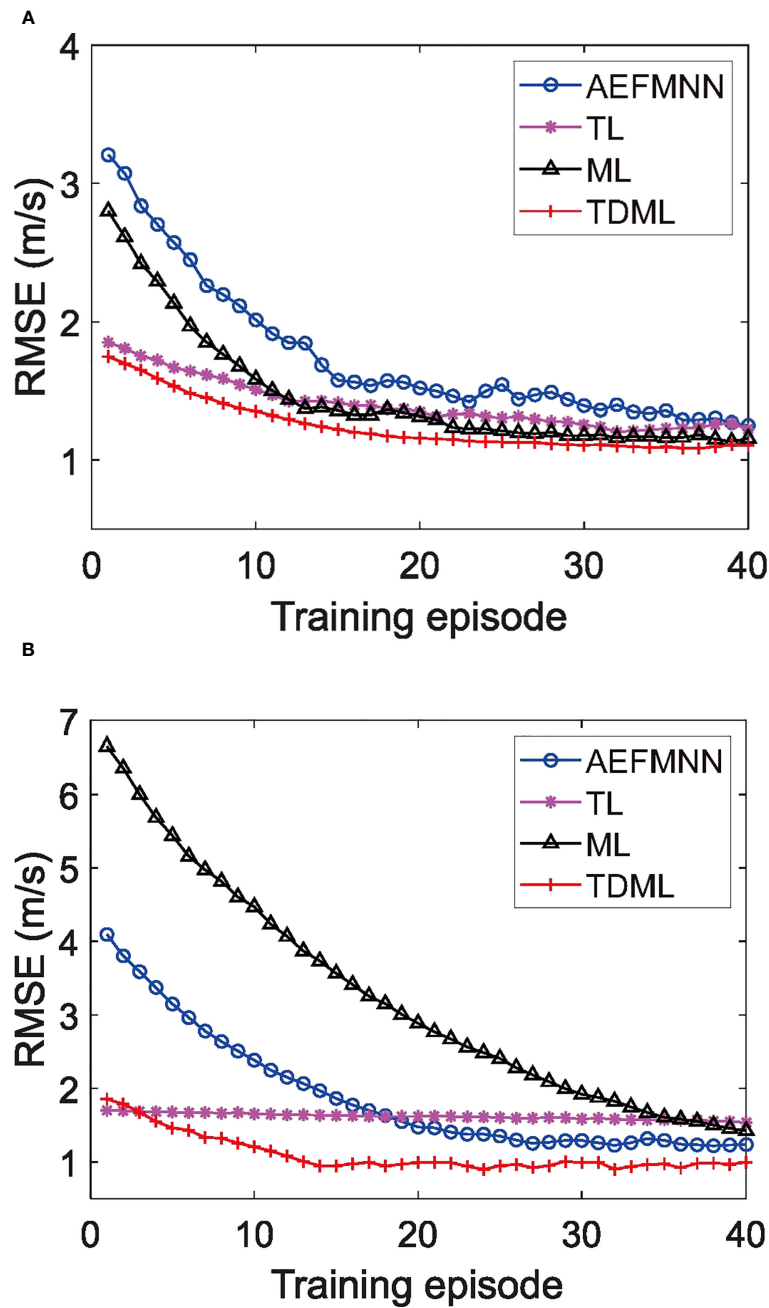 A
4
3
2
1
RMSE (m/s)
AEFMNN
TL
ML
TDML
0 10 20 30 40
Training episode
B
7
6
5
4
3
2
1
RMSE (m/s)
AEFMNN
TL
ML
TDML
0 10 20 30 40
Training episode